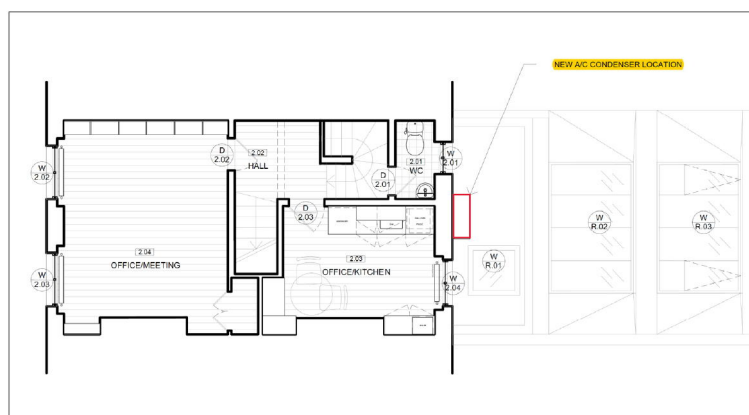 NEW A/C CONDENSER LOCATION
W
2.02
D
2.02
2.02
HALL
D
2.01
2.01
WC
W
2.01
D
2.03
2.04
OFFICE/MEETING
2.03
OFFICE/KITCHEN
W
2.03
W
2.04
W
R.01
W
R.02
W
R.03